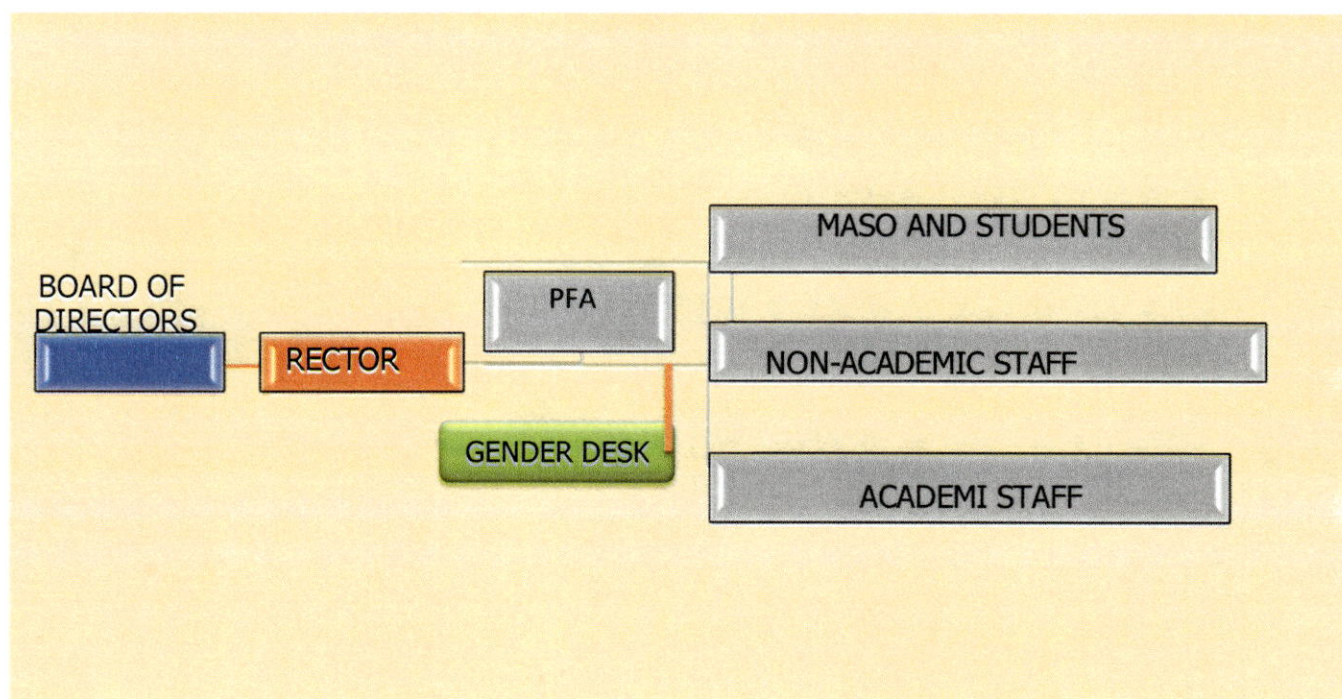 BOARD OF
DIRECTORS
RECTOR
PFA
GENDER DESK
MASO AND STUDENTS
NON-ACADEMIC STAFF
ACADEMI STAFF